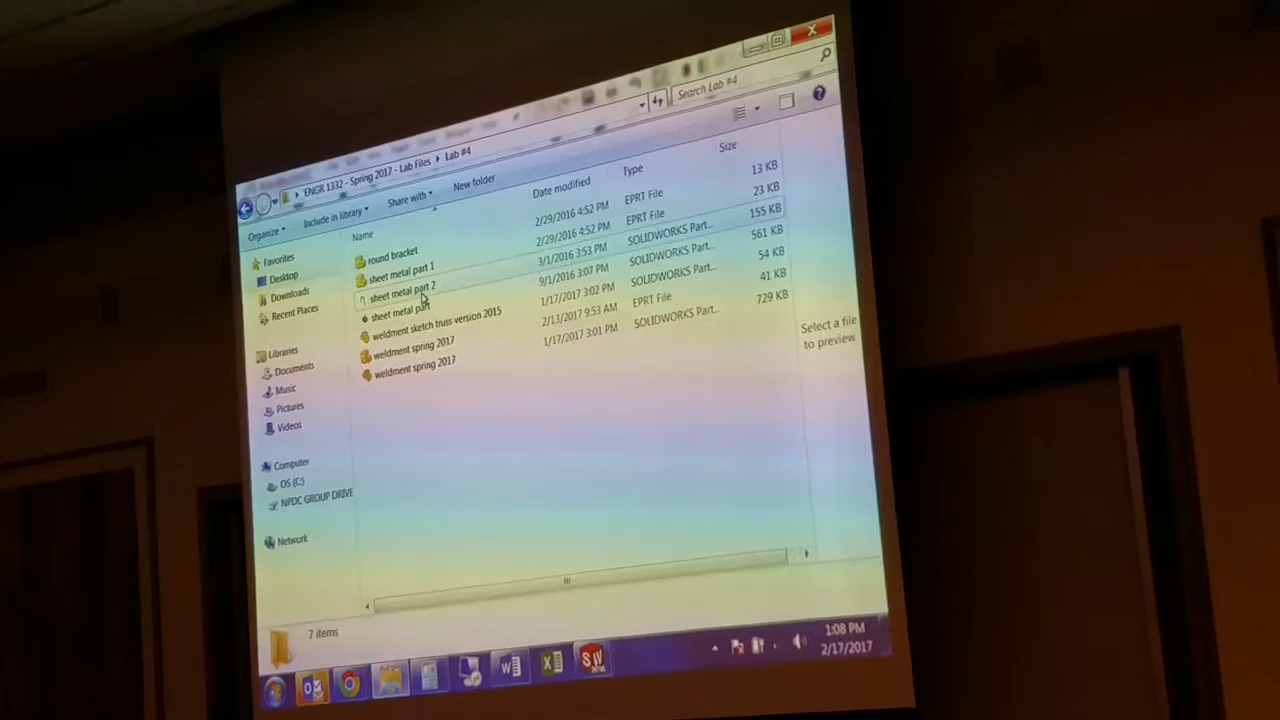 ENGR 1332 - Spring 2017 - Lab Files Lab #4
Search Lab #4
Organize Include in library Share with New folder
Name Date modified Type Size
round bracket 2/29/2016 4:52 PM EPRT File 13 KB
sheet metal part 1 2/29/2016 4:52 PM EPRT File 23 KB
sheet metal part 2 3/1/2016 3:53 PM SOLIDWORKS Part... 155 KB
sheet metal part 9/1/2016 3:07 PM SOLIDWORKS Part... 561 KB
weldment sketch truss version 2015 1/17/2017 3:02 PM SOLIDWORKS Part... 54 KB
weldment spring 2017 2/13/2017 9:53 AM EPRT File 41 KB
weldment spring 2017 1/17/2017 3:01 PM SOLIDWORKS Part... 729 KB
Favorites
Desktop
Downloads
Recent Places
Libraries
Documents
Music
Pictures
Videos
Computer
OS (C:)
NPDC GROUP DRIVE
Network
Select a file
to preview.
7 items
1:08 PM
2/17/2017